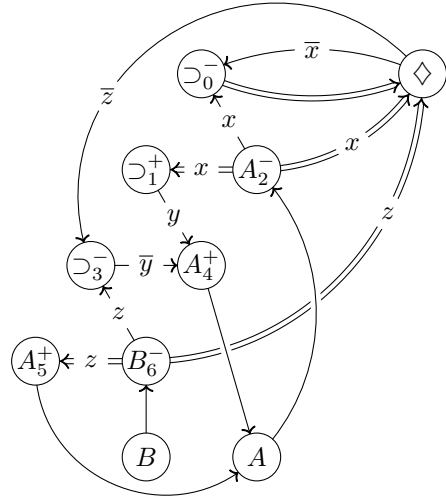 x̅
⊃₀⁻ ♢
z̅
x
x
⊃₁⁺ x A₂⁻
y z
⊃₃⁻ y̅ A₄⁺
z
A₅⁺ z B₆⁻
B A